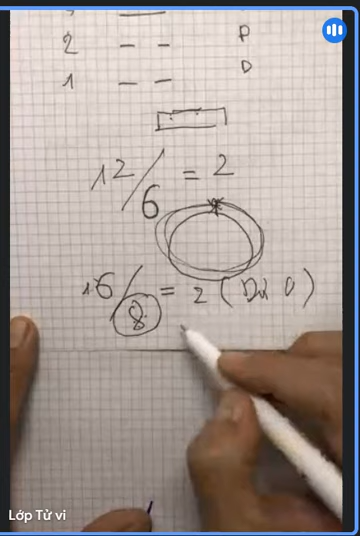 2 — — P
1 — — D
12/6 = 2
16/8 = 2 (Dư 0)
Lớp Tử vi